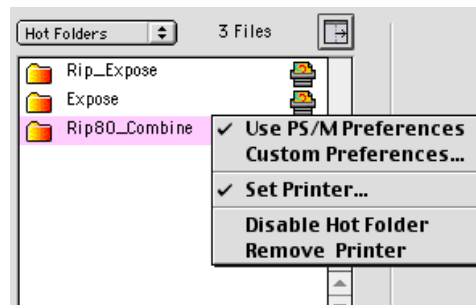 Hot Folders
3 Files
Rip_Expose
Expose
Rip80_Combine
✓ Use PS/M Preferences
Custom Preferences...
✓ Set Printer...
Disable Hot Folder
Remove Printer